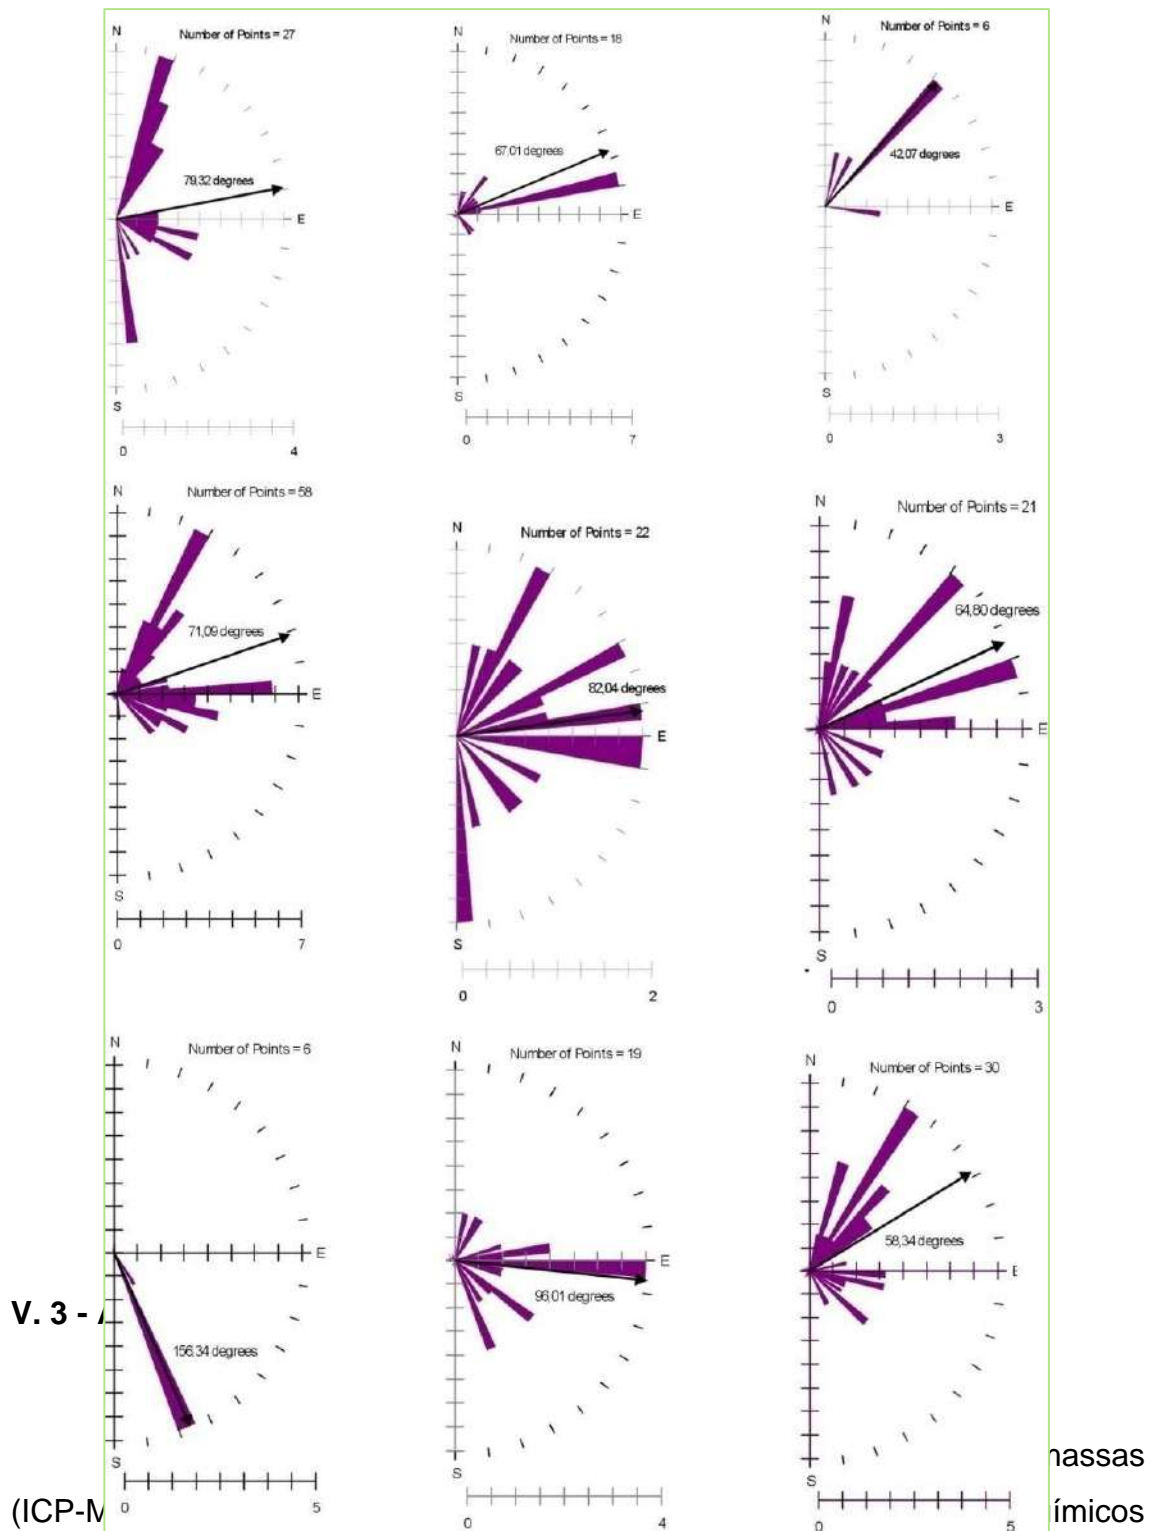 N
Number of Points = 27
79,32 degrees
E
S
0 4
N
Number of Points = 18
67,01 degrees
E
S
0 7
N
Number of Points = 6
42,07 degrees
E
S
0 3
N
Number of Points = 58
71,09 degrees
E
S
0 7
N
Number of Points = 22
82,04 degrees
E
S
0 2
N
Number of Points = 21
64,80 degrees
E
S
0 3
N
Number of Points = 6
E
156,34 degrees
S
0 5
N
Number of Points = 19
E
96,01 degrees
S
0 4
N
Number of Points = 30
58,34 degrees
E
S
0 5
V. 3 -
massas
(ICP-M
ímicos